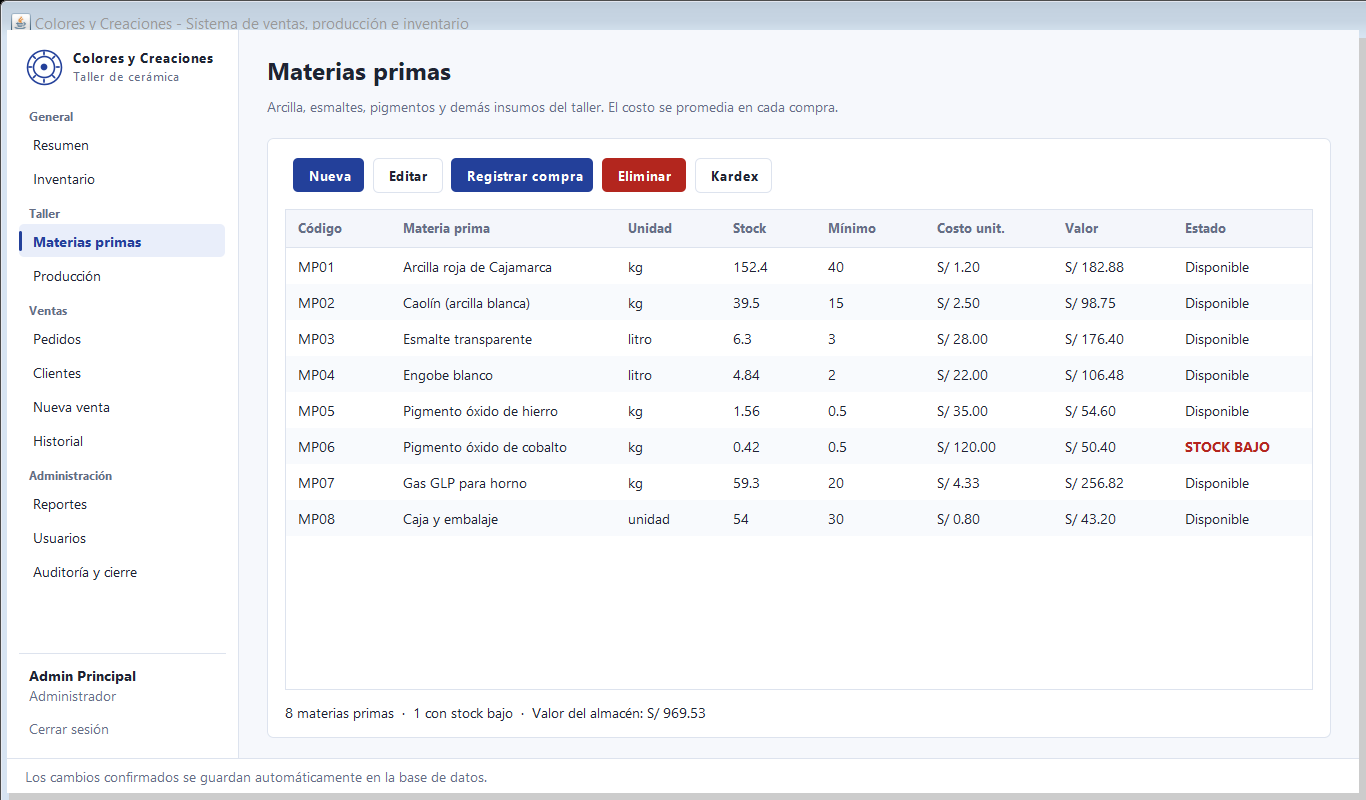 Colores y Creaciones - Sistema de ventas, producción e inventario
Colores y Creaciones
Taller de cerámica
General
Resumen
Inventario
Taller
Materias primas
Producción
Ventas
Pedidos
Clientes
Nueva venta
Historial
Administración
Reportes
Usuarios
Auditoría y cierre
Admin Principal
Administrador
Cerrar sesión
Materias primas
Arcilla, esmaltes, pigmentos y demás insumos del taller. El costo se promedia en cada compra.
Nueva Editar Registrar compra Eliminar Kardex
Código Materia prima Unidad Stock Mínimo Costo unit. Valor Estado
MP01 Arcilla roja de Cajamarca kg 152.4 40 S/ 1.20 S/ 182.88 Disponible
MP02 Caolín (arcilla blanca) kg 39.5 15 S/ 2.50 S/ 98.75 Disponible
MP03 Esmalte transparente litro 6.3 3 S/ 28.00 S/ 176.40 Disponible
MP04 Engobe blanco litro 4.84 2 S/ 22.00 S/ 106.48 Disponible
MP05 Pigmento óxido de hierro kg 1.56 0.5 S/ 35.00 S/ 54.60 Disponible
MP06 Pigmento óxido de cobalto kg 0.42 0.5 S/ 120.00 S/ 50.40 STOCK BAJO
MP07 Gas GLP para horno kg 59.3 20 S/ 4.33 S/ 256.82 Disponible
MP08 Caja y embalaje unidad 54 30 S/ 0.80 S/ 43.20 Disponible
8 materias primas · 1 con stock bajo · Valor del almacén: S/ 969.53
Los cambios confirmados se guardan automáticamente en la base de datos.